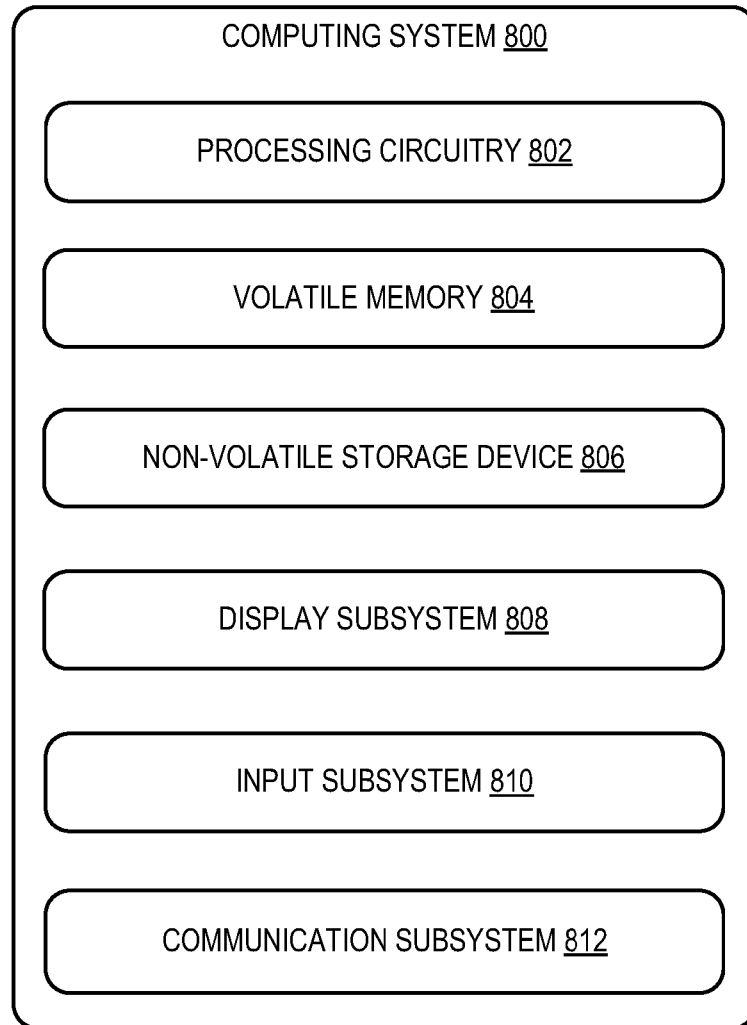 COMPUTING SYSTEM 800
PROCESSING CIRCUITRY 802
VOLATILE MEMORY 804
NON-VOLATILE STORAGE DEVICE 806
DISPLAY SUBSYSTEM 808
INPUT SUBSYSTEM 810
COMMUNICATION SUBSYSTEM 812